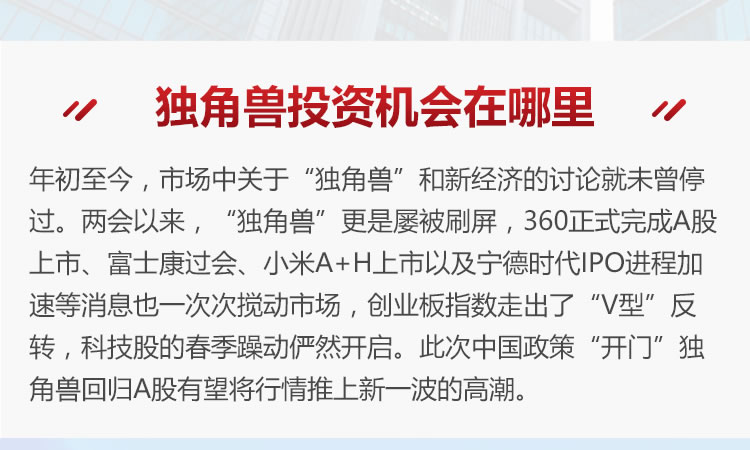 独角兽投资机会在哪里
年初至今，市场中关于“独角兽”和新经济的讨论就未曾停
过。两会以来，“独角兽”更是屡被刷屏，360正式完成A股
上市、富士康过会、小米A+H上市以及宁德时代IPO进程加
速等消息也一次次搅动市场，创业板指数走出了“V型”反
转，科技股的春季躁动俨然开启。此次中国政策“开门”独
角兽回归A股有望将行情推上新一波的高潮。